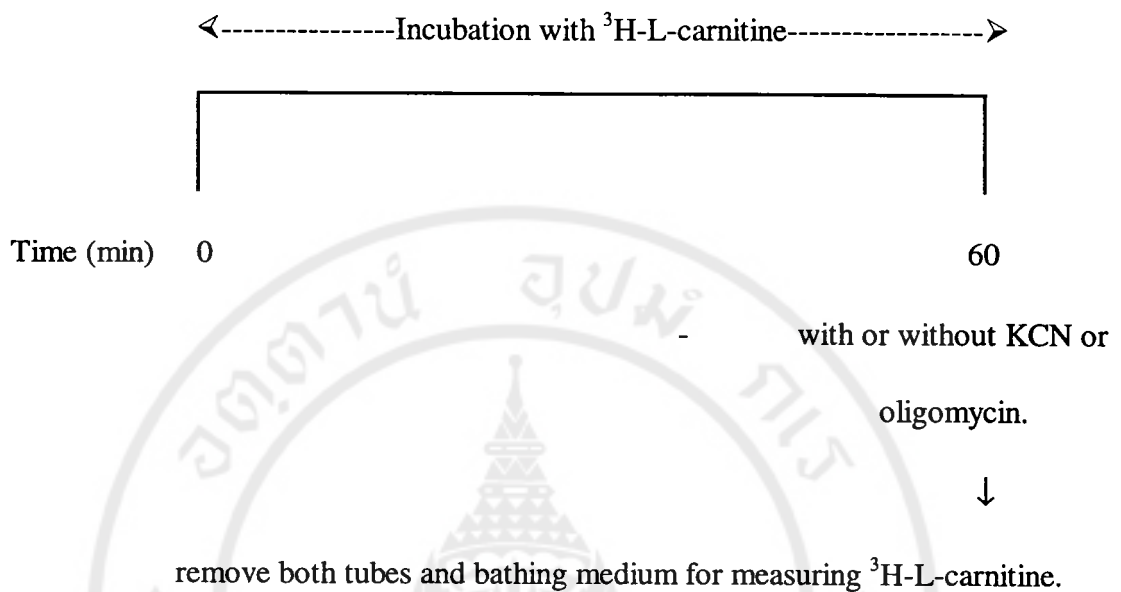 <----------------Incubation with ³H-L-carnitine------------------>
Time (min) 0 60
- with or without KCN or
oligomycin.
↓
remove both tubes and bathing medium for measuring ³H-L-carnitine.